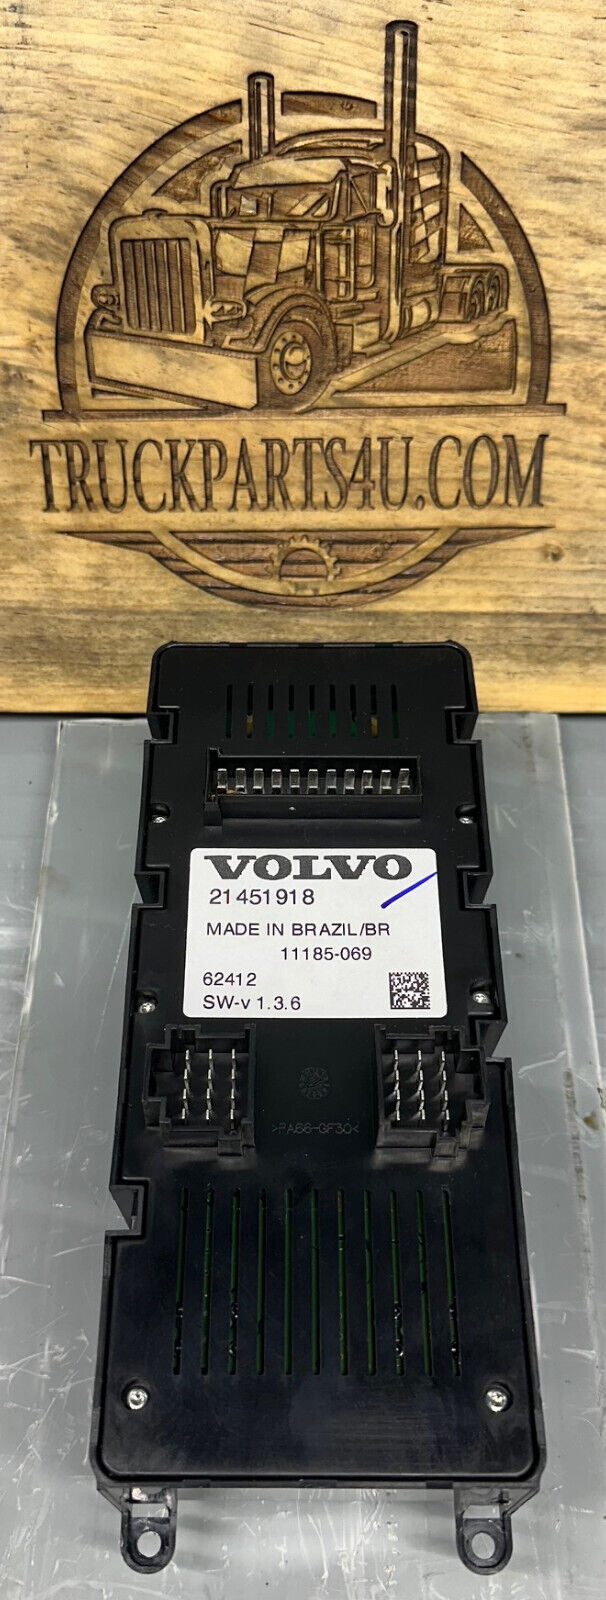 TRUCKPARTS4U.COM
VOLVO
21451918
MADE IN BRAZIL/BR
11185-069
62412
SW-v 1.3.6
>PA66-GF30<